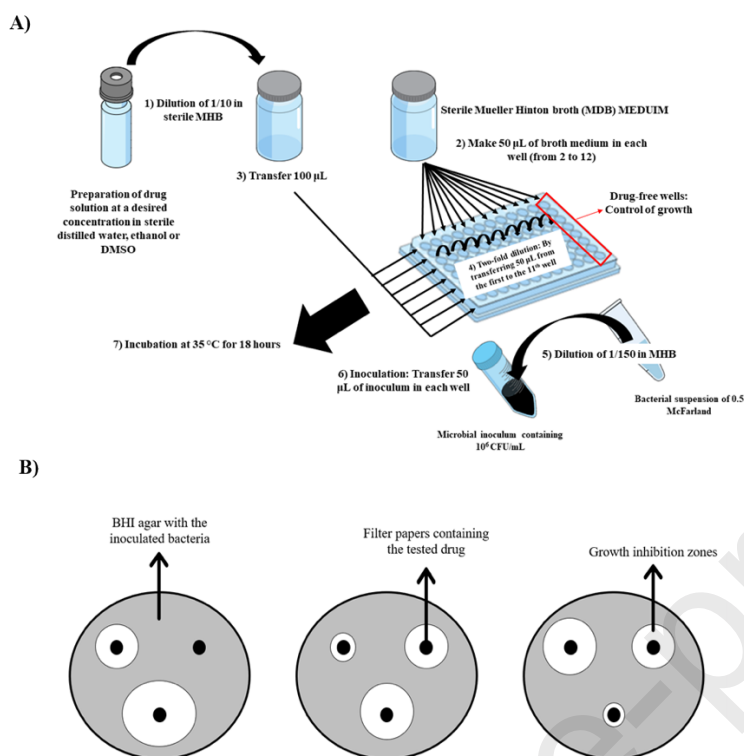 A)
1) Dilution of 1/10 in
sterile MHB
Sterile Mueller Hinton broth (MDB) MEDUIM
2) Make 50 µL of broth medium in each
well (from 2 to 12)
3) Transfer 100 µL
Preparation of drug
solution at a desired
concentration in sterile
distilled water, ethanol or
DMSO
Drug-free wells:
Control of growth
4) Two-fold dilution: By
transferring 50 µL from
the first to the 11th well
7) Incubation at 35 °C for 18 hours
5) Dilution of 1/150 in MHB
6) Inoculation: Transfer 50
µL of inoculum in each well
Bacterial suspension of 0.5
McFarland
Microbial inoculum containing
10⁶ CFU/mL
B)
BHI agar with the
inoculated bacteria
Filter papers containing
the tested drug
Growth inhibition zones